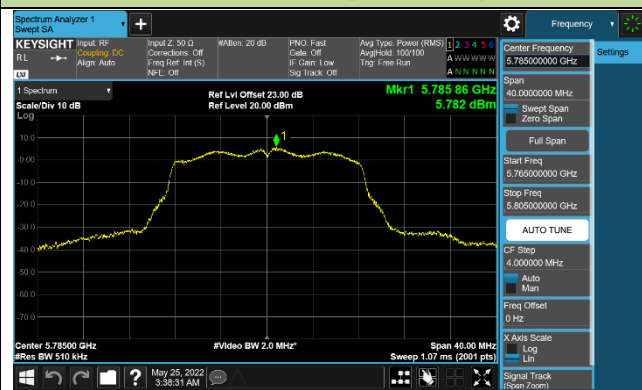 Spectrum Analyzer 1
Swept SA
+
Frequency
KEYSIGHT
RL
LXI
Input: RF
Coupling: DC
Align: Auto
Input Z: 50 Ω
Corrections: Off
Freq Ref: Int (S)
NFE: Off
#Atten: 20 dB
PNO: Fast
Gate: Off
IF Gain: Low
Sig Track: Off
Avg Type: Power (RMS)
Avg|Hold: 100/100
Trig: Free Run
1 2 3 4 5 6
A W W W W W
A N N N N N
Center Frequency
5.785000000 GHz
Settings
Span
40.0000000 MHz
Swept Span
Zero Span
Full Span
Start Freq
5.765000000 GHz
Stop Freq
5.805000000 GHz
AUTO TUNE
CF Step
4.000000 MHz
Auto
Man
Freq Offset
0 Hz
X Axis Scale
Log
Lin
Signal Track
(Span Zoom)
1 Spectrum
Scale/Div 10 dB
Log
Ref Lvl Offset 23.00 dB
Ref Level 20.00 dBm
Mkr1 5.785 86 GHz
5.782 dBm
1
10.0
0.00
-10.0
-20.0
-30.0
-40.0
-50.0
-60.0
-70.0
Center 5.78500 GHz
#Res BW 510 kHz
#Video BW 2.0 MHz*
Span 40.00 MHz
Sweep 1.07 ms (2001 pts)
?
May 25, 2022
3:38:31 AM